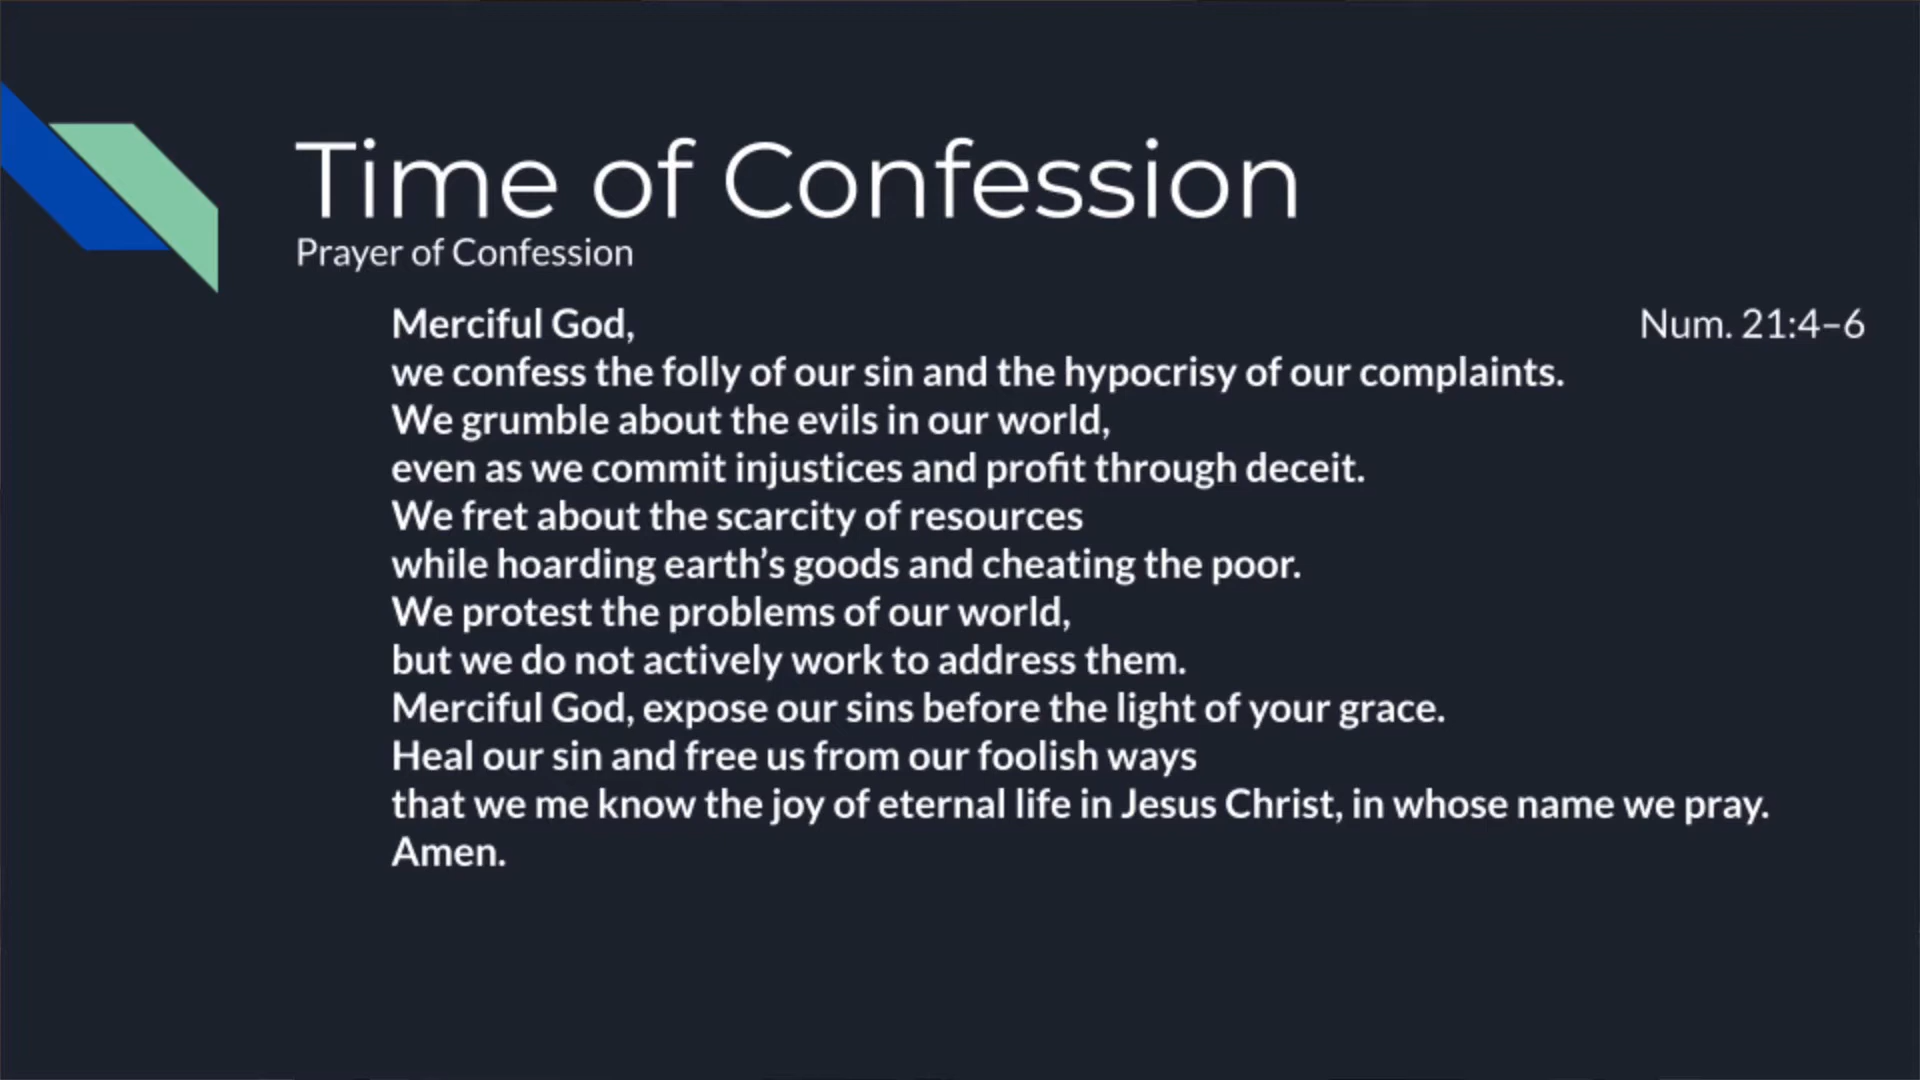 Time of Confession
Prayer of Confession
Merciful God, Num. 21:4–6
we confess the folly of our sin and the hypocrisy of our complaints.
We grumble about the evils in our world,
even as we commit injustices and profit through deceit.
We fret about the scarcity of resources
while hoarding earth’s goods and cheating the poor.
We protest the problems of our world,
but we do not actively work to address them.
Merciful God, expose our sins before the light of your grace.
Heal our sin and free us from our foolish ways
that we me know the joy of eternal life in Jesus Christ, in whose name we pray.
Amen.